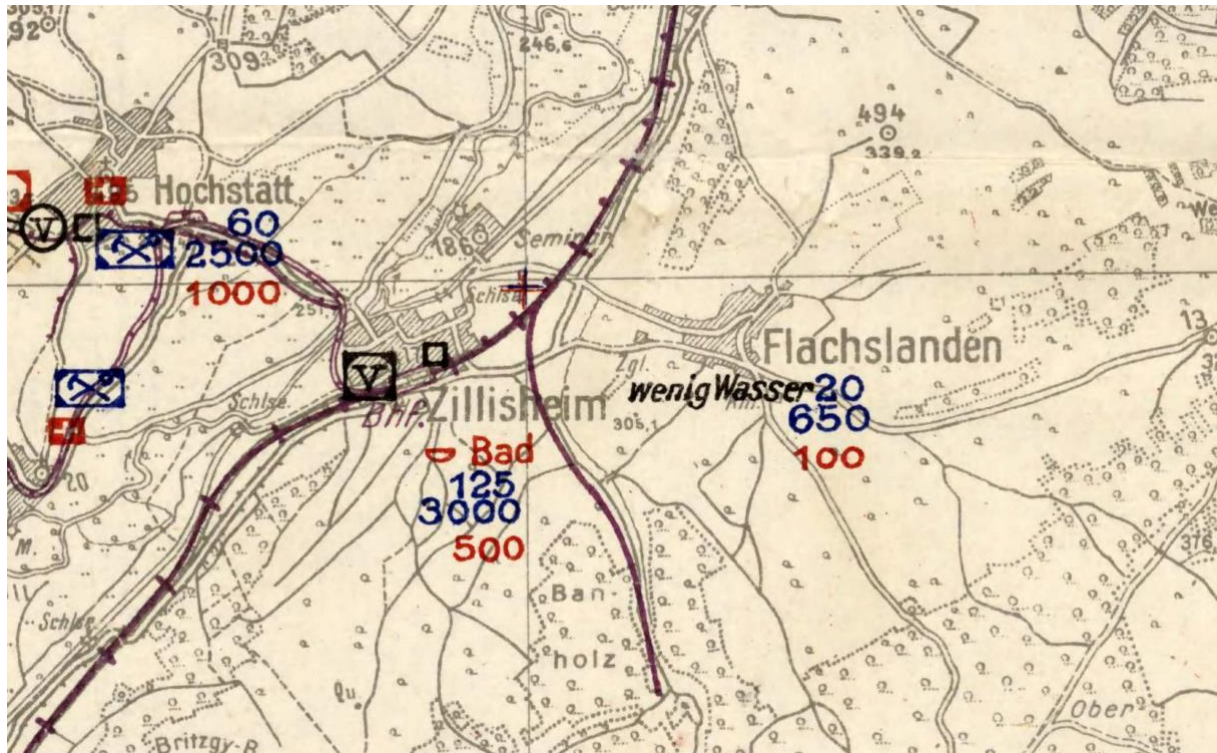 92
309
246,6
494
339,2
Hochstatt
V
60
2500
1000
186
Seminar
Schlse
251
Flachslanden
13
V
Zgl.
wenig Wasser
20
650
100
Schlse
Bhf.
Zillisheim
305,1
Bad
125
3000
500
20
M.
376
Ban-
holz
Schlse
Qu.
Ober
Britzgy-B.